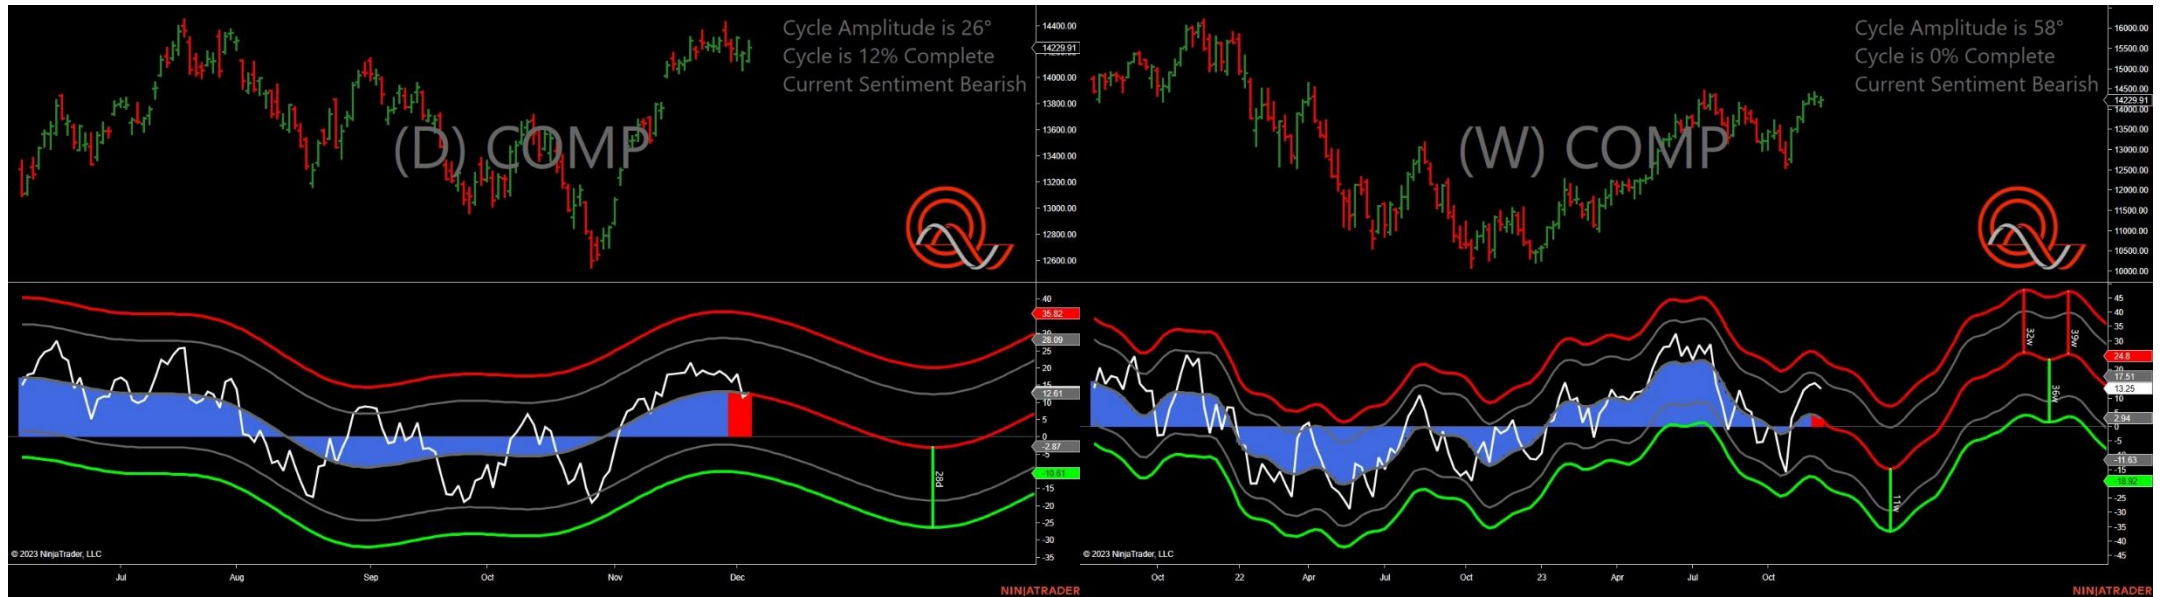 Cycle Amplitude is 26°
Cycle is 12% Complete
Current Sentiment Bearish
(D) COMP
14400.00
14229.91
14000.00
13800.00
13600.00
13400.00
13200.00
13000.00
12800.00
12600.00
40
35.82
30
28.09
25
20
15
12.61
10
5
0
-2.87
-5
-10.61
-15
-20
-25
-30
-35
28d
© 2023 NinjaTrader, LLC
Jul
Aug
Sep
Oct
Nov
Dec
NINJATRADER
Cycle Amplitude is 58°
Cycle is 0% Complete
Current Sentiment Bearish
(W) COMP
16000.00
15500.00
15000.00
14500.00
14229.91
14000.00
13500.00
13000.00
12500.00
12000.00
11500.00
11000.00
10500.00
10000.00
45
35
30
24.8
20
17.51
13.25
10
5
2.94
0
-5
-11.63
-15
-18.92
-25
-30
-35
-45
32w
39w
36w
11w
© 2023 NinjaTrader, LLC
Oct
22
Apr
Jul
Oct
23
Apr
Jul
Oct
NINJATRADER